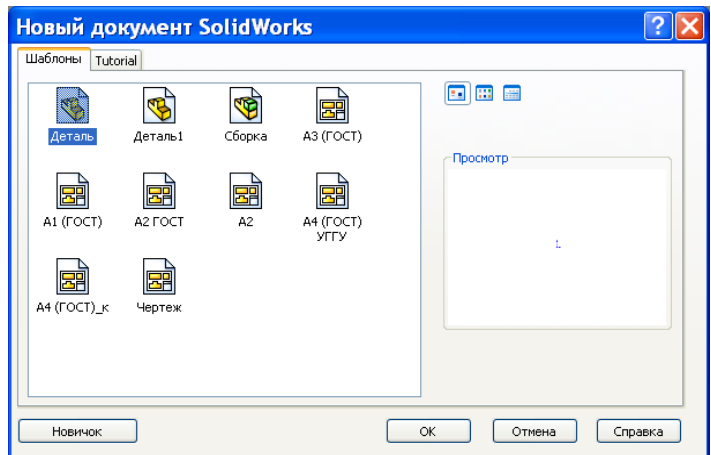 Новый документ SolidWorks
Шаблоны Tutorial
Деталь Деталь1 Сборка А3 (ГОСТ)
Просмотр
А1 (ГОСТ) А2 ГОСТ А2 А4 (ГОСТ)
УГГУ
А4 (ГОСТ)_к Чертеж
Новичок ОК Отмена Справка